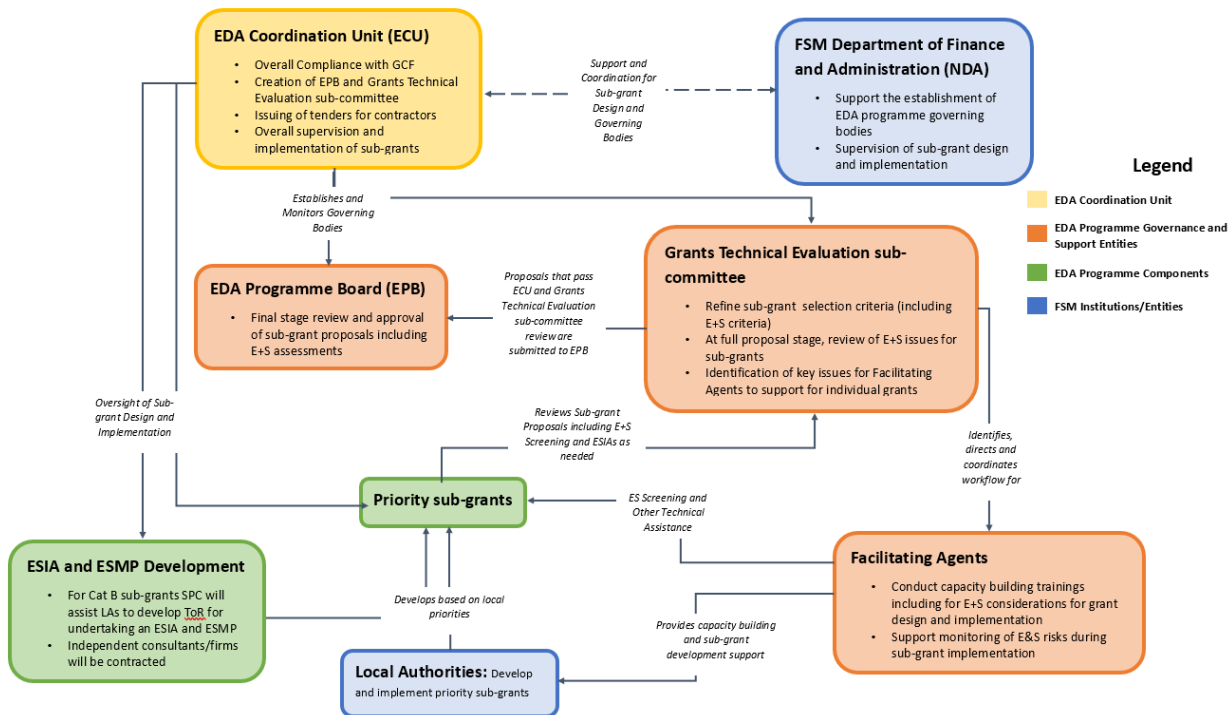 EDA Coordination Unit (ECU)
• Overall Compliance with GCF
• Creation of EPB and Grants Technical
Evaluation sub-committee
• Issuing of tenders for contractors
• Overall supervision and
implementation of sub-grants
Support and
Coordination for
Sub-grant
Design and
Governing
Bodies
FSM Department of Finance
and Administration (NDA)
• Support the establishment of
EDA programme governing
bodies
• Supervision of sub-grant design
and implementation
Legend
EDA Coordination Unit
EDA Programme Governance and
Support Entities
EDA Programme Components
FSM Institutions/Entities
Establishes and
Monitors Governing
Bodies
EDA Programme Board (EPB)
• Final stage review and approval
of sub-grant proposals including
E+S assessments
Proposals that pass
ECU and Grants
Technical Evaluation
sub-committee
review are
submitted to EPB
Grants Technical Evaluation sub-
committee
• Refine sub-grant selection criteria (including
E+S criteria)
• At full proposal stage, review of E+S issues for
sub-grants
• Identification of key issues for Facilitating
Agents to support for individual grants
Oversight of Sub-
grant Design and
Implementation
Reviews Sub-grant
Proposals including E+S
Screening and ESIAs as
needed
Identifies,
directs and
coordinates
workflow for
Priority sub-grants
ES Screening and
Other Technical
Assistance
ESIA and ESMP Development
• For Cat B sub-grants SPC will
assist LAs to develop ToR for
undertaking an ESIA and ESMP
• Independent consultants/firms
will be contracted
Develops based on local
priorities
Provides capacity building
and sub-grant
development support
Facilitating Agents
• Conduct capacity building trainings
including for E+S considerations for grant
design and implementation
• Support monitoring of E&S risks during
sub-grant implementation
Local Authorities: Develop
and implement priority sub-grants